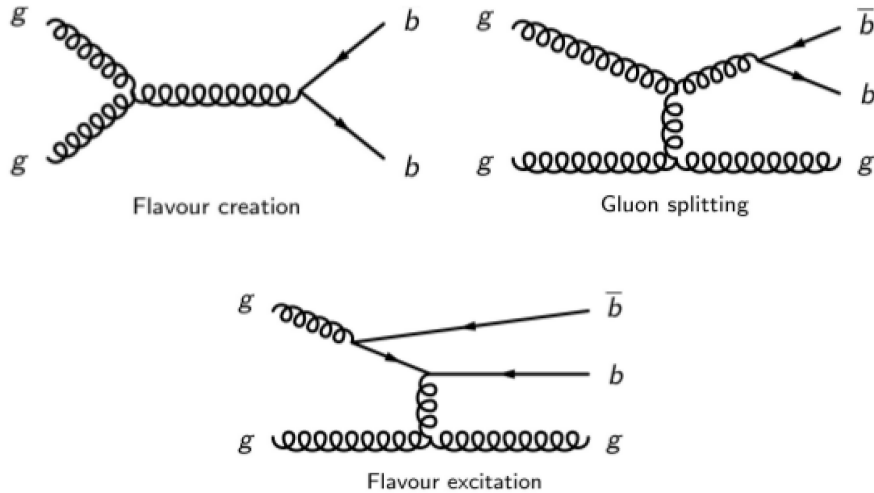 g b g b̅
b
g b g g
Flavour creation Gluon splitting
g b̅
b
g g
Flavour excitation